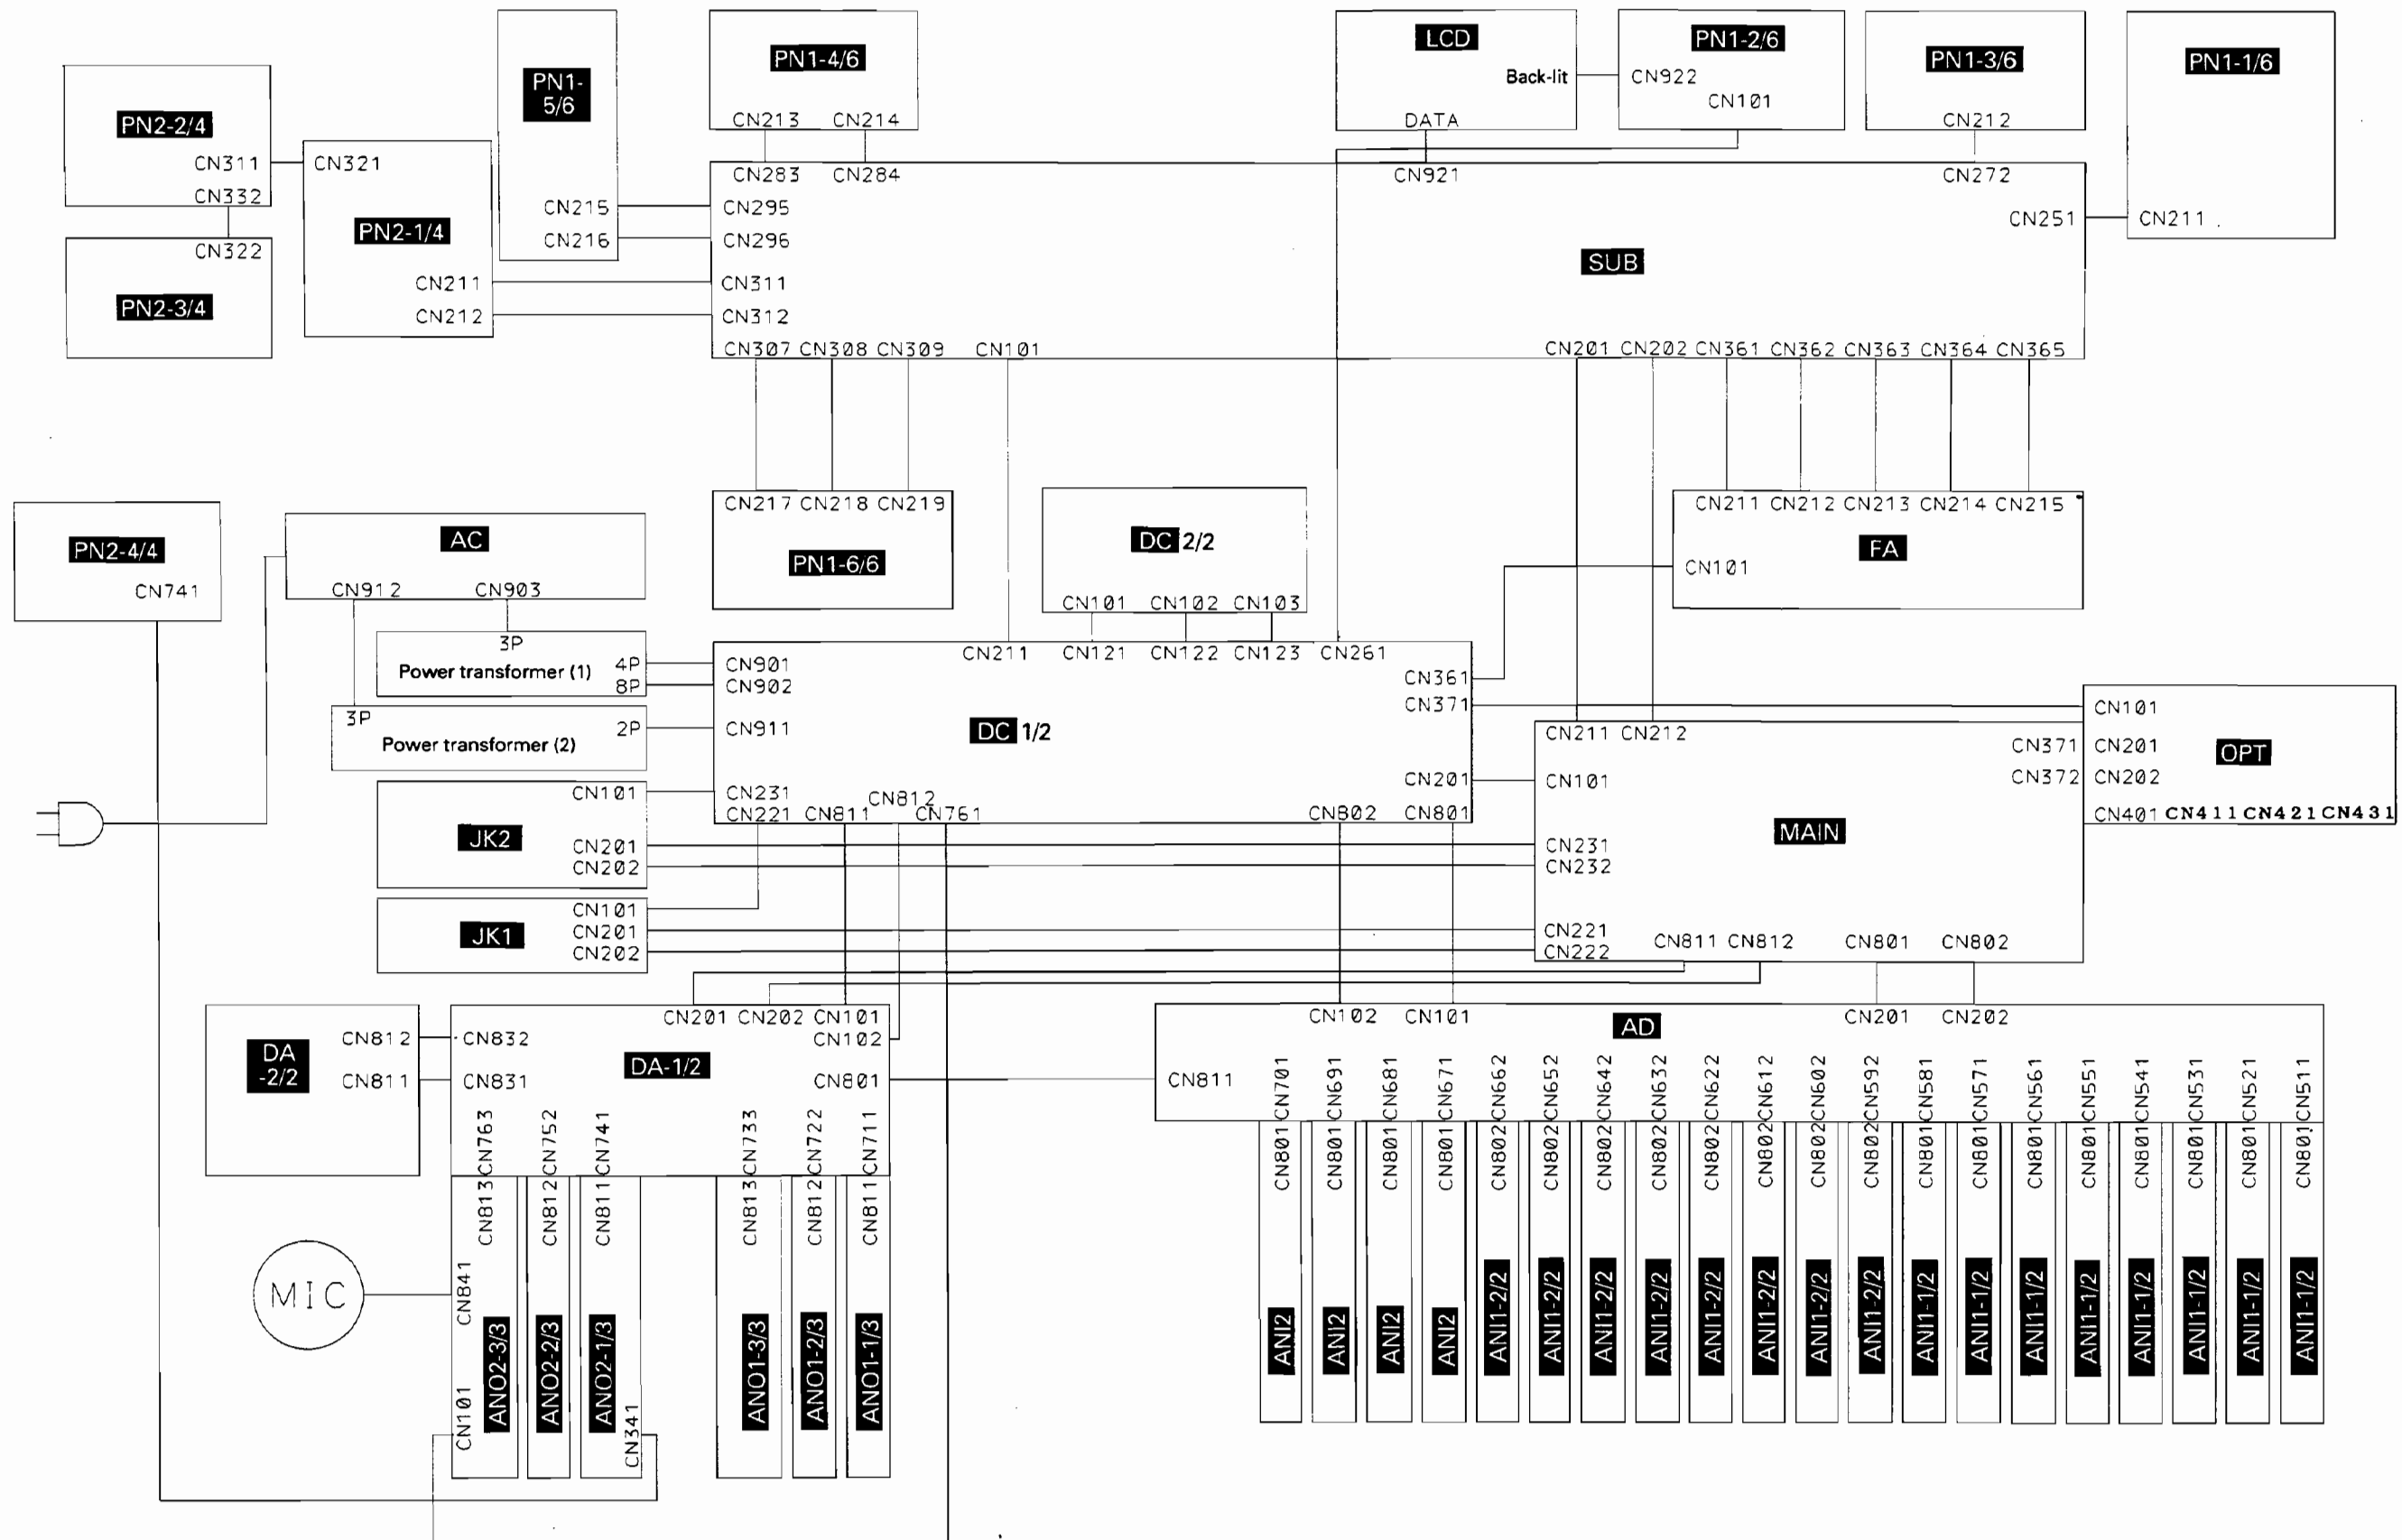 PN2-2/4
CN311
CN332
PN2-3/4
CN322
CN321
PN2-1/4
CN211
CN212
PN1-
5/6
CN215
CN216
PN1-4/6
CN213 CN214
LCD
Back-lit
DATA
PN1-2/6
CN922
CN101
PN1-3/6
CN212
PN1-1/6
CN211
CN283 CN284 CN921 CN272
CN295
CN296
CN311
CN312
CN251
SUB
CN307 CN308 CN309 CN101 CN201 CN202 CN361 CN362 CN363 CN364 CN365
PN2-4/4
CN741
AC
CN912 CN903
CN217 CN218 CN219
PN1-6/6
DC 2/2
CN101 CN102 CN103
CN211 CN212 CN213 CN214 CN215
CN101
FA
3P
Power transformer (1)
4P
8P
3P
Power transformer (2)
2P
CN211 CN121 CN122 CN123 CN261
CN901
CN902
CN911
DC 1/2
CN361
CN371
CN201
CN231
CN221 CN811 CN812 CN761 CN802 CN801
CN211 CN212
CN101
CN371
CN372
CN231
CN232
MAIN
CN221
CN222
CN811 CN812 CN801 CN802
CN101
CN201
CN202
OPT
CN401 CN411 CN421 CN431
CN101
JK2
CN201
CN202
CN101
JK1
CN201
CN202
DA
-2/2
CN812
CN811
CN201 CN202 CN101
CN832
CN102
CN831
DA-1/2
CN801
CN763 CN752 CN741 CN733 CN722 CN711
CN813 CN812 CN811 CN813 CN812 CN811
MIC
CN841
CN101
CN341
ANO2-3/3 ANO2-2/3 ANO2-1/3 ANO1-3/3 ANO1-2/3 ANO1-1/3
CN102 CN101 AD CN201 CN202
CN811
CN701 CN691 CN681 CN671 CN662 CN652 CN642 CN632 CN622 CN612 CN602 CN592 CN581 CN571 CN561 CN551 CN541 CN531 CN521 CN511
CN801 CN801 CN801 CN801 CN802 CN802 CN802 CN802 CN802 CN802 CN802 CN802 CN801 CN801 CN801 CN801 CN801 CN801 CN801 CN801
ANI2 ANI2 ANI2 ANI2 ANI1-2/2 ANI1-2/2 ANI1-2/2 ANI1-2/2 ANI1-2/2 ANI1-2/2 ANI1-2/2 ANI1-2/2 ANI1-1/2 ANI1-1/2 ANI1-1/2 ANI1-1/2 ANI1-1/2 ANI1-1/2 ANI1-1/2 ANI1-1/2